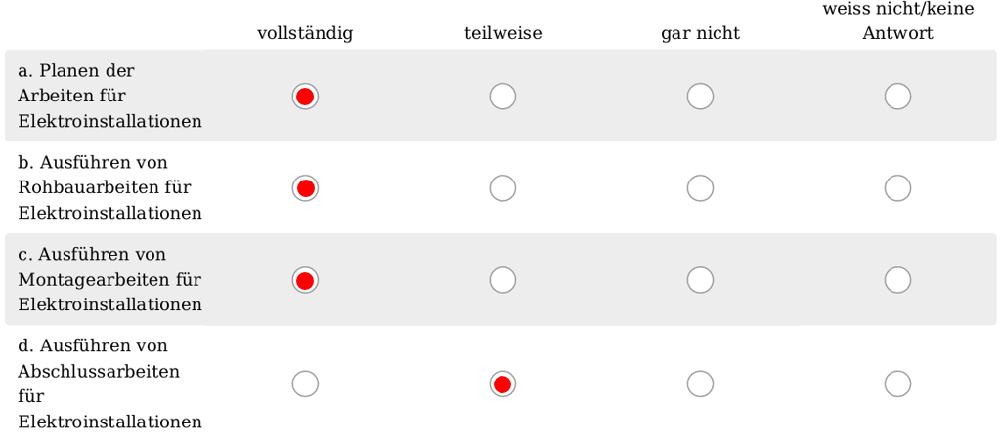 weiss nicht/keine
vollständig teilweise gar nicht Antwort
a. Planen der
Arbeiten für
Elektroinstallationen
b. Ausführen von
Rohbauarbeiten für
Elektroinstallationen
c. Ausführen von
Montagearbeiten für
Elektroinstallationen
d. Ausführen von
Abschlussarbeiten
für
Elektroinstallationen